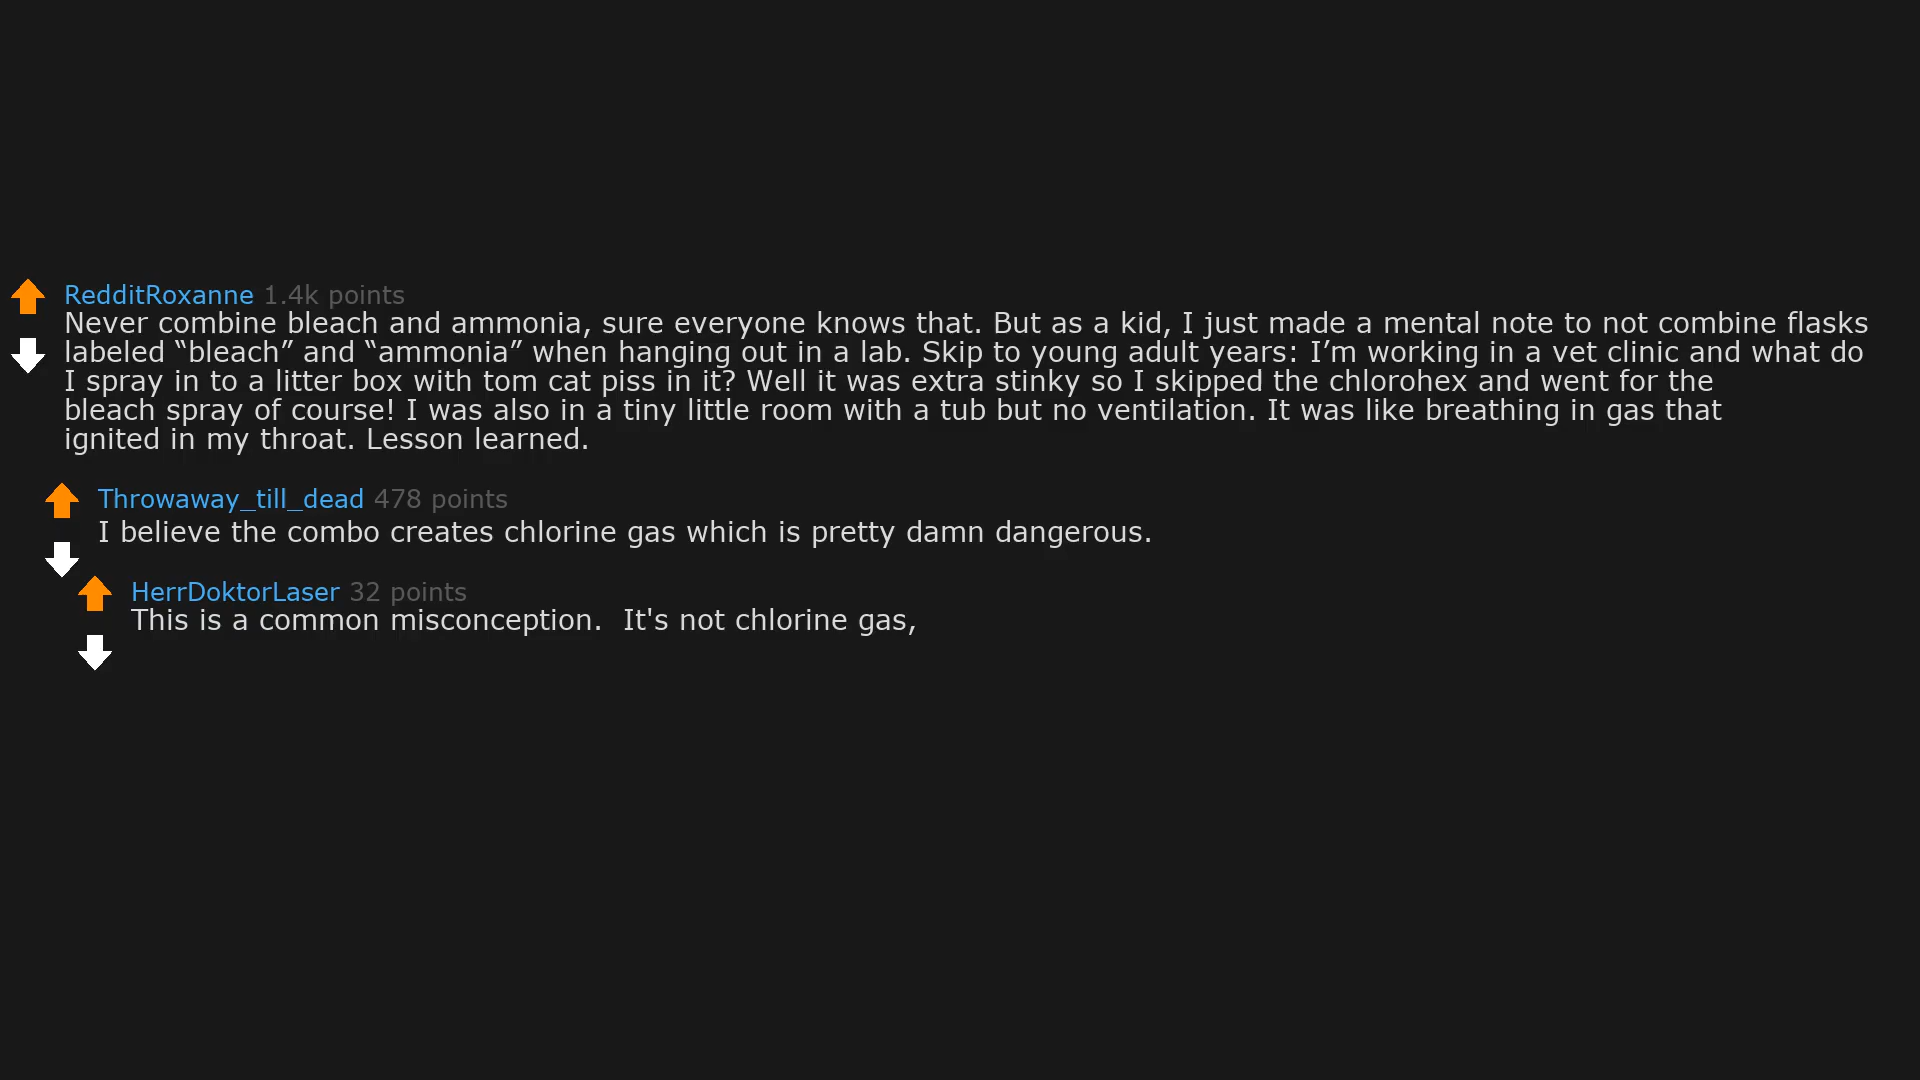 RedditRoxanne 1.4k points
Never combine bleach and ammonia, sure everyone knows that. But as a kid, I just made a mental note to not combine flasks
labeled “bleach” and “ammonia” when hanging out in a lab. Skip to young adult years: I’m working in a vet clinic and what do
I spray in to a litter box with tom cat piss in it? Well it was extra stinky so I skipped the chlorohex and went for the
bleach spray of course! I was also in a tiny little room with a tub but no ventilation. It was like breathing in gas that
ignited in my throat. Lesson learned.
Throwaway_till_dead 478 points
I believe the combo creates chlorine gas which is pretty damn dangerous.
HerrDoktorLaser 32 points
This is a common misconception.  It's not chlorine gas,